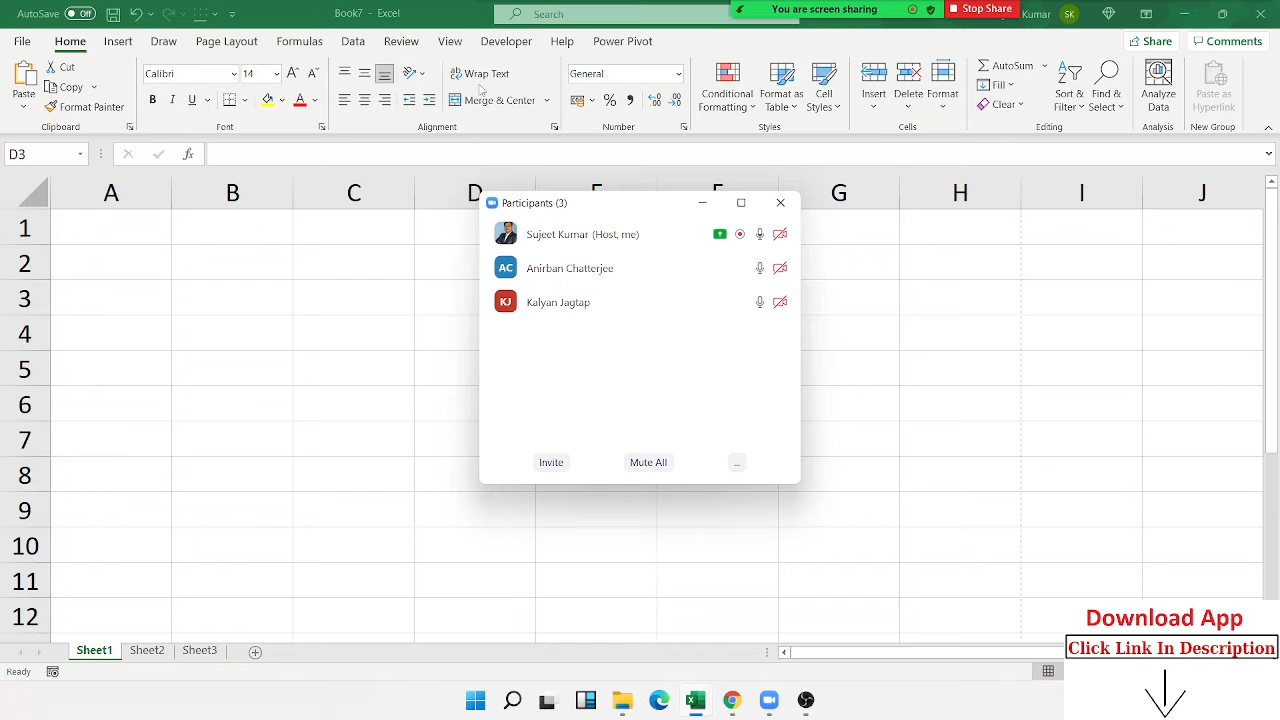 AutoSave Off Book7 - Excel Search You are screen sharing Stop Share Kumar SK
File Home Insert Draw Page Layout Formulas Data Review View Developer Help Power Pivot Share Comments
Paste Cut Calibri 14 A A Wrap Text General Conditional Formatting Format as Table Cell Styles Insert Delete Format AutoSum Sort & Filter Find & Select Analyze Data Paste as Hyperlink
Copy Fill
Format Painter B I U A Merge & Center % Clear
Clipboard Font Alignment Number Styles Cells Editing Analysis New Group
D3 fx
A B C D E F G H I J
1
2
3
4
5
6
7
8
9
10
11
12
Participants (3)
Sujeet Kumar (Host, me)
AC Anirban Chatterjee
KJ Kalyan Jagtap
Invite Mute All ...
Download App
Click Link In Description
Sheet1 Sheet2 Sheet3
Ready